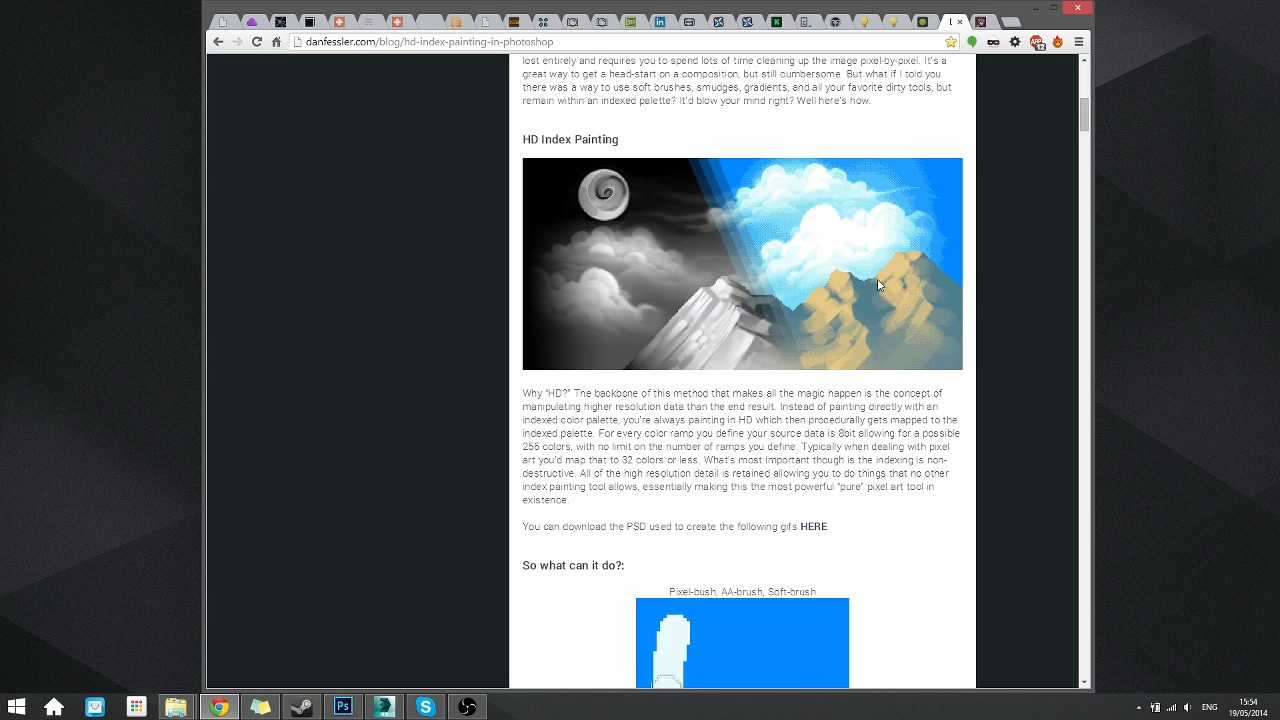 danfessler.com/blog/hd-index-painting-in-photoshop
lost entirely and requires you to spend lots of time cleaning up the image pixel-by-pixel. It's a
great way to get a head-start on a composition, but still cumbersome. But what if I told you
there was a way to use soft brushes, smudges, gradients, and all your favorite dirty tools, but
remain within an indexed palette? It'd blow your mind right? Well here's how.
HD Index Painting
Why "HD?" The backbone of this method that makes all the magic happen is the concept of
manipulating higher resolution data than the end result. Instead of painting directly with an
indexed color palette, you're always painting in HD which then procedurally gets mapped to the
indexed palette. For every color ramp you define your source data is 8bit allowing for a possible
256 colors, with no limit on the number of ramps you define. Typically when dealing with pixel
art you'd map that to 32 colors or less. What's most important though is the indexing is non-
destructive. All of the high resolution detail is retained allowing you to do things that no other
index painting tool allows, essentially making this the most powerful "pure" pixel art tool in
existence.
You can download the PSD used to create the following gifs HERE
So what can it do?:
Pixel-bush, AA-brush, Soft-brush
Ps
ENG
15:54
19/05/2014